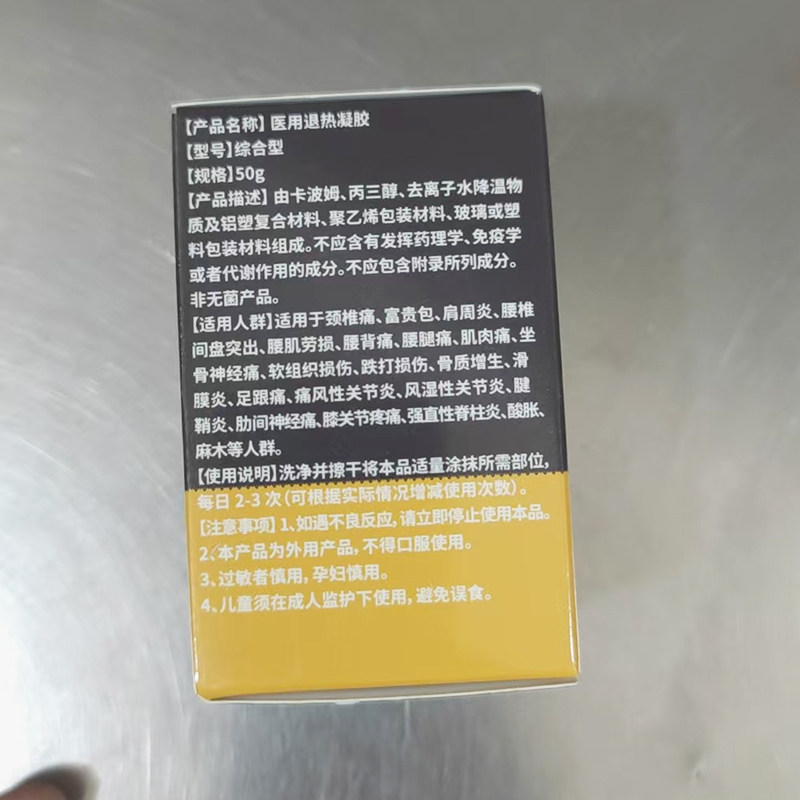 【产品名称】医用退热凝胶
【型号】综合型
【规格】50g
【产品描述】由卡波姆、丙三醇、去离子水降温物
质及铝塑复合材料、聚乙烯包装材料、玻璃或塑
料包装材料组成。不应含有发挥药理学、免疫学
或者代谢作用的成分。不应包含附录所列成分。
非无菌产品。
【适用人群】适用于颈椎痛、富贵包、肩周炎、腰椎
间盘突出、腰肌劳损、腰背痛、腰腿痛、肌肉痛、坐
骨神经痛、软组织损伤、跌打损伤、骨质增生、滑
膜炎、足跟痛、痛风性关节炎、风湿性关节炎、腱
鞘炎、肋间神经痛、膝关节疼痛、强直性脊柱炎、酸胀、
麻木等人群。
【使用说明】洗净并擦干将本品适量涂抹所需部位，
每日 2-3 次（可根据实际情况增减使用次数）。
【注意事项】1、如遇不良反应，请立即停止使用本品。
2、本产品为外用产品，不得口服使用。
3、过敏者慎用，孕妇慎用。
4、儿童须在成人监护下使用，避免误食。